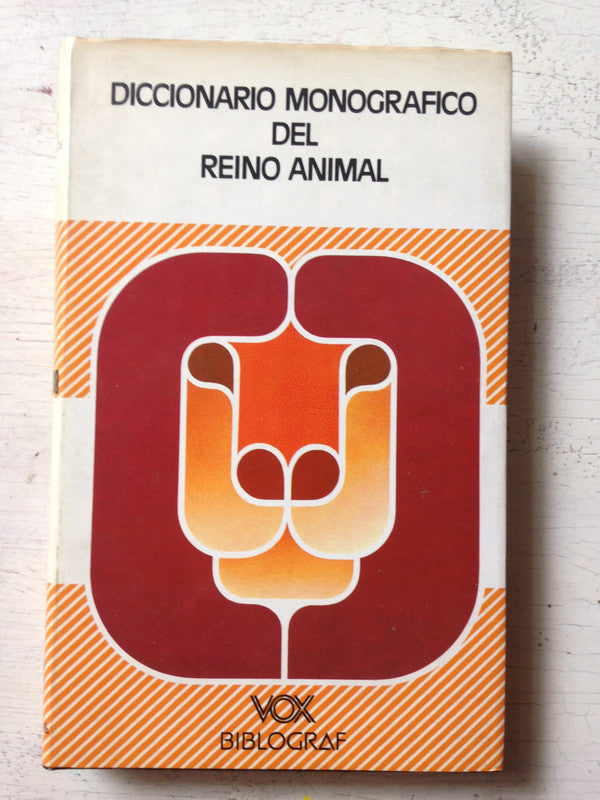 DICCIONARIO MONOGRAFICO
DEL
REINO ANIMAL
VOX
BIBLOGRAF